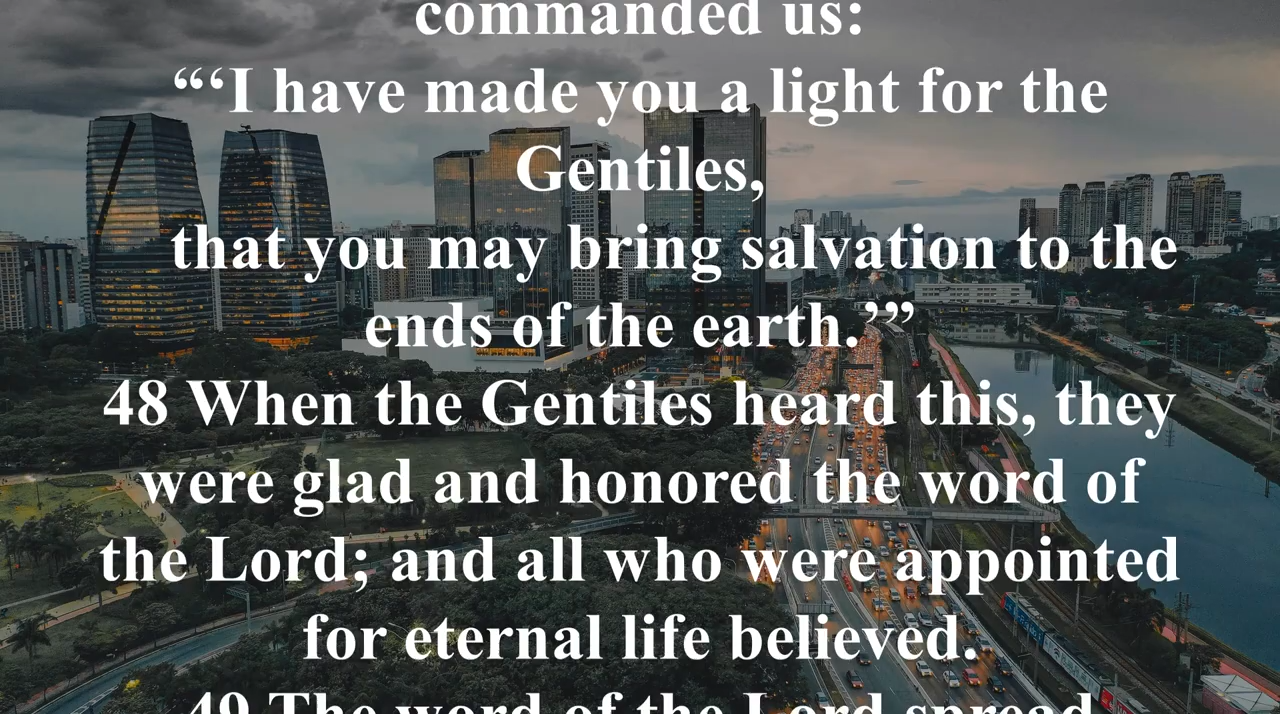 commanded us:
“‘I have made you a light for the
Gentiles,
that you may bring salvation to the
ends of the earth.’”
48 When the Gentiles heard this, they
were glad and honored the word of
the Lord; and all who were appointed
for eternal life believed.
49 The word of the Lord spread